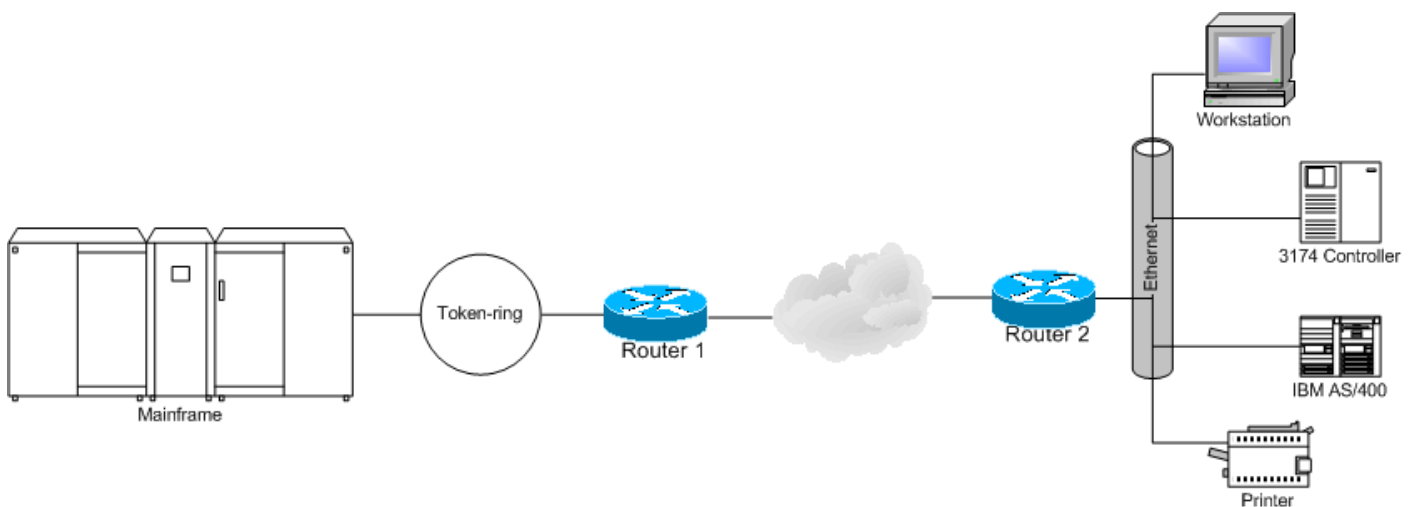 Workstation
Ethernet
3174 Controller
Token-ring
Router 1
Router 2
IBM AS/400
Mainframe
Printer